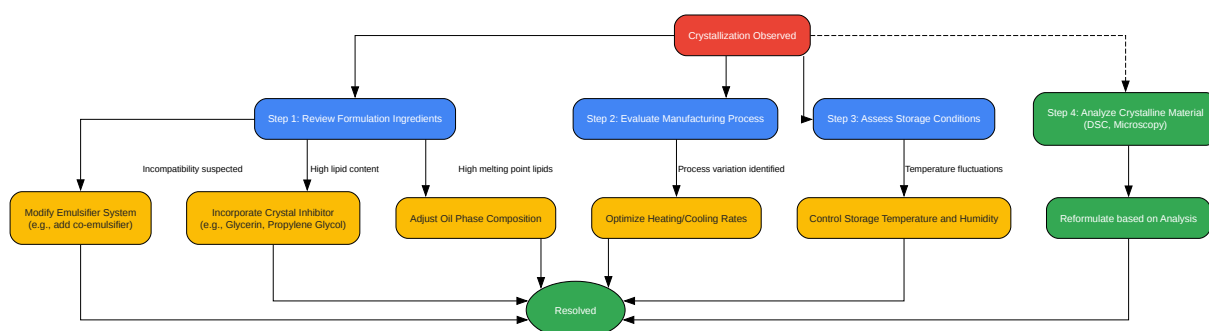 Crystallization Observed
Step 1: Review Formulation Ingredients
Step 2: Evaluate Manufacturing Process
Step 3: Assess Storage Conditions
Step 4: Analyze Crystalline Material
(DSC, Microscopy)
Incompatibility suspected
High lipid content
High melting point lipids
Process variation identified
Temperature fluctuations
Modify Emulsifier System
(e.g., add co-emulsifier)
Incorporate Crystal Inhibitor
(e.g., Glycerin, Propylene Glycol)
Adjust Oil Phase Composition
Optimize Heating/Cooling Rates
Control Storage Temperature and Humidity
Reformulate based on Analysis
Resolved